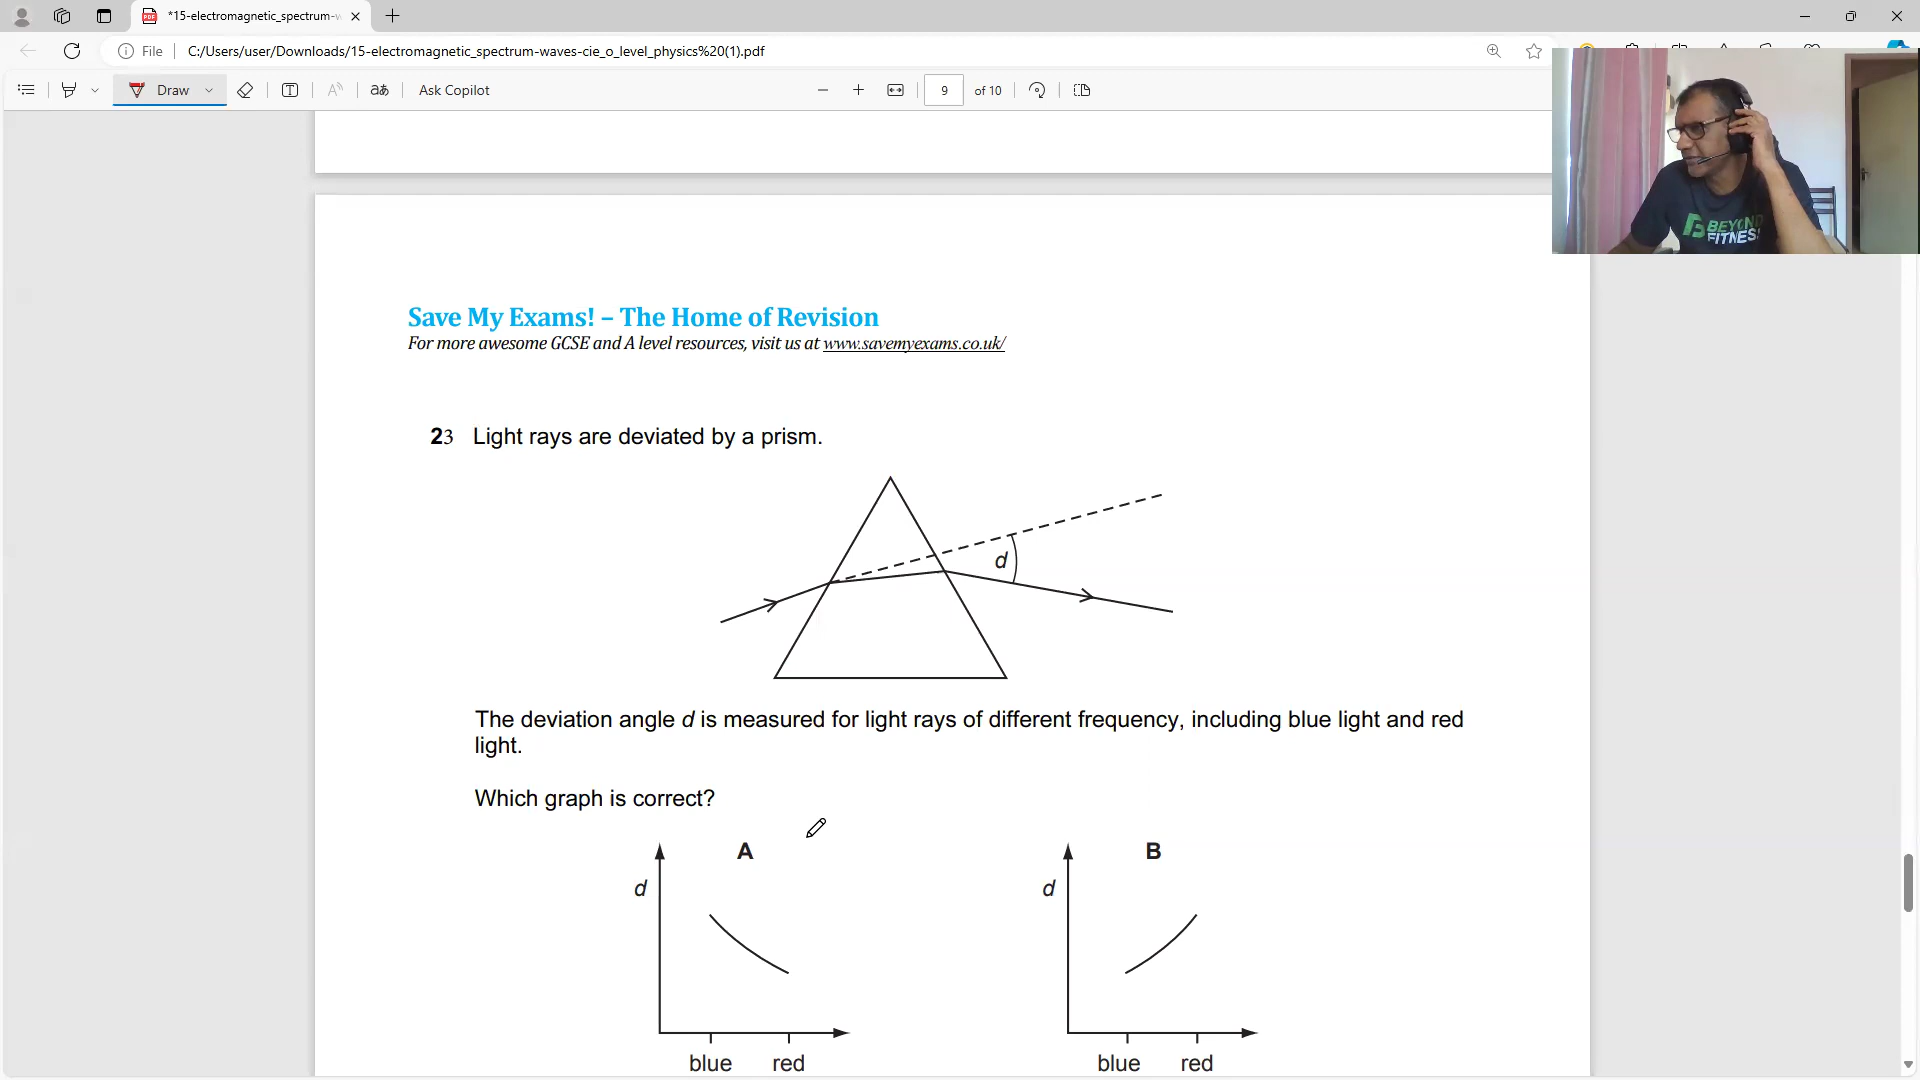 *15-electromagnetic_spectrum-w
File
C:/Users/user/Downloads/15-electromagnetic_spectrum-waves-cie_o_level_physics%20(1).pdf
Draw
Ask Copilot
9
of 10
BEYOND
FITNESS!
Save My Exams! – The Home of Revision
For more awesome GCSE and A level resources, visit us at www.savemyexams.co.uk/
23 Light rays are deviated by a prism.
d
The deviation angle d is measured for light rays of different frequency, including blue light and red
light.
Which graph is correct?
A
B
d
d
blue
red
blue
red